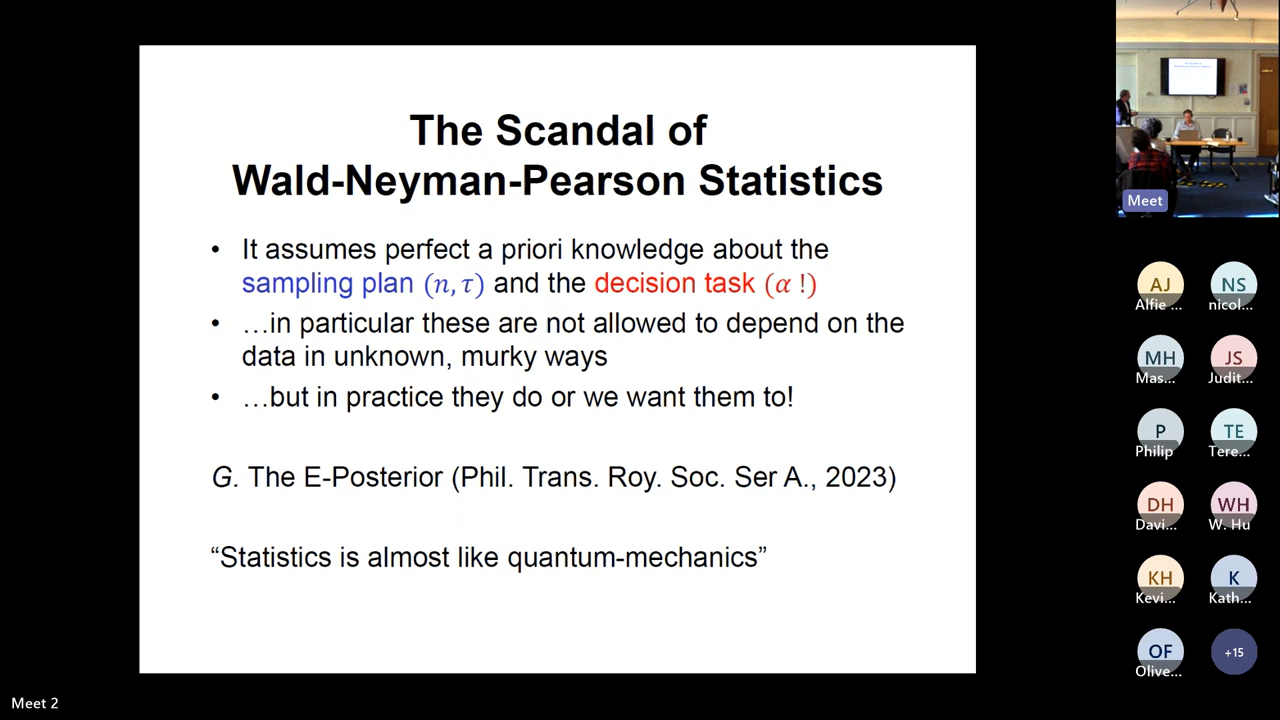 The Scandal of
Wald-Neyman-Pearson Statistics
• It assumes perfect a priori knowledge about the
sampling plan (n, τ) and the decision task (α !)
• …in particular these are not allowed to depend on the
data in unknown, murky ways
• …but in practice they do or we want them to!
G. The E-Posterior (Phil. Trans. Roy. Soc. Ser A., 2023)
“Statistics is almost like quantum-mechanics”
Meet 2
Meet
AJ
Alfie ...
NS
nicol...
MH
Mas...
JS
Judit...
P
Philip
TE
Tere...
DH
Davi...
WH
W. Hu
KH
Kevi...
K
Kath...
OF
Olive...
+15